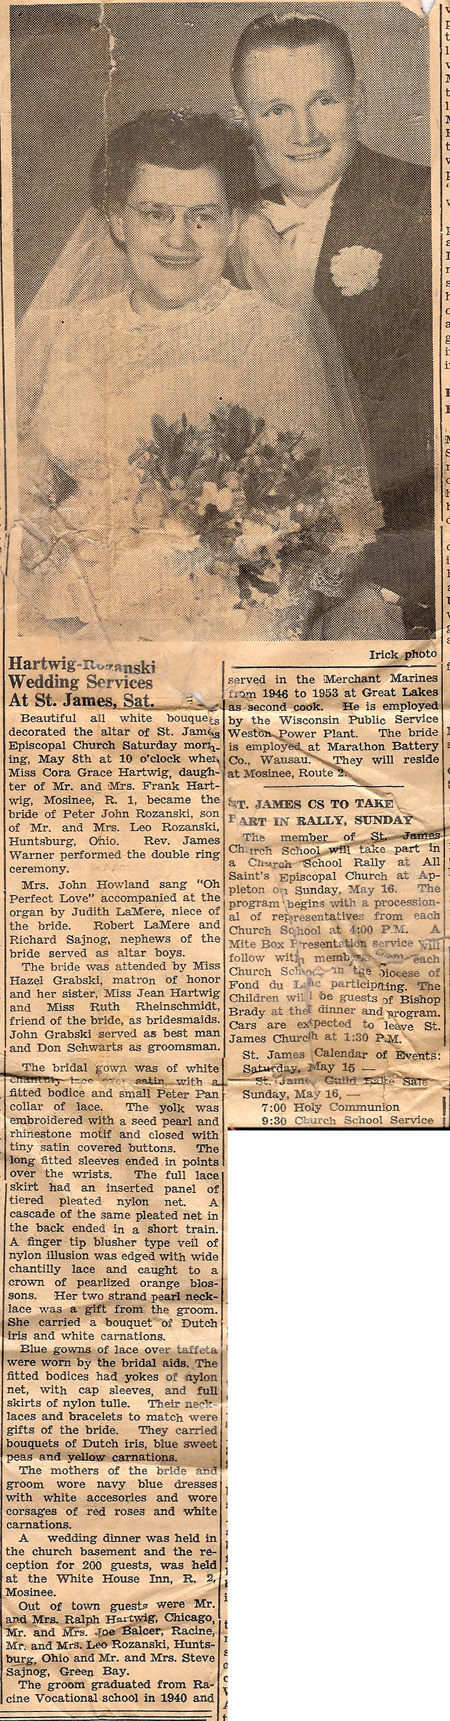 Irick photo
Hartwig-Rozanski
Wedding Services
At St. James, Sat.
Beautiful all white bouquets
decorated the altar of St. James
Episcopal Church Saturday morn-
ing, May 8th at 10 o'clock when
Miss Cora Grace Hartwig, daugh-
ter of Mr. and Mrs. Frank Hart-
wig, Mosinee, R. 1, became the
bride of Peter John Rozanski, son
of Mr. and Mrs. Leo Rozanski,
Huntsburg, Ohio. Rev. James
Warner performed the double ring
ceremony.
Mrs. John Howland sang "Oh
Perfect Love" accompanied at the
organ by Judith LaMere, niece of
the bride. Robert LaMere and
Richard Sajnog, nephews of the
bride served as altar boys.
The bride was attended by Miss
Hazel Grabski, matron of honor
and her sister, Miss Jean Hartwig
and Miss Ruth Rheinschmidt,
friend of the bride, as bridesmaids.
John Grabski served as best man
and Don Schwarts as groomsman.
The bridal gown was of white
chantilly lace over satin with a
fitted bodice and small Peter Pan
collar of lace. The yolk was
embroidered with a seed pearl and
rhinestone motif and closed with
tiny satin covered buttons. The
long fitted sleeves ended in points
over the wrists. The full lace
skirt had an inserted panel of
tiered pleated nylon net. A
cascade of the same pleated net in
the back ended in a short train.
A finger tip blusher type veil of
nylon illusion was edged with wide
chantilly lace and caught to a
crown of pearlized orange blos-
sons. Her two strand pearl neck-
lace was a gift from the groom.
She carried a bouquet of Dutch
iris and white carnations.
Blue gowns of lace over taffeta
were worn by the bridal aids. The
fitted bodices had yokes of nylon
net, with cap sleeves, and full
skirts of nylon tulle. Their neck-
laces and bracelets to match were
gifts of the bride. They carried
bouquets of Dutch iris, blue sweet
peas and yellow carnations.
The mothers of the bride and
groom wore navy blue dresses
with white accesories and wore
corsages of red roses and white
carnations.
A wedding dinner was held in
the church basement and the re-
ception for 200 guests, was held
at the White House Inn, R. 2,
Mosinee.
Out of town guests were Mr.
and Mrs. Ralph Hartwig, Chicago,
Mr. and Mrs. Joe Balcer, Racine,
Mr. and Mrs. Leo Rozanski, Hunts-
burg, Ohio and Mr. and Mrs. Steve
Sajnog, Green Bay.
The groom graduated from Ra-
cine Vocational school in 1940 and
served in the Merchant Marines
from 1946 to 1953 at Great Lakes
as second cook. He is employed
by the Wisconsin Public Service
Weston Power Plant. The bride
is employed at Marathon Battery
Co., Wausau. They will reside
at Mosinee, Route 2.
ST. JAMES CS TO TAKE
PART IN RALLY, SUNDAY
The member of St. James
Church School will take part in
a Church School Rally at All
Saint's Episcopal Church at Ap-
pleton on Sunday, May 16. The
program begins with a procession-
al of representatives from each
Church School at 4:00 P.M. A
Mite Box Presentation service will
follow with members from each
Church School in the Diocese of
Fond du Lac participating. The
Children will be guests of Bishop
Brady at the dinner and program.
Cars are expected to leave St.
James Church at 1:30 P.M.
St. James Calendar of Events:
Saturday, May 15 —
St. James Guild Bake Sale
Sunday, May 16, —
7:00 Holy Communion
9:30 Church School Service